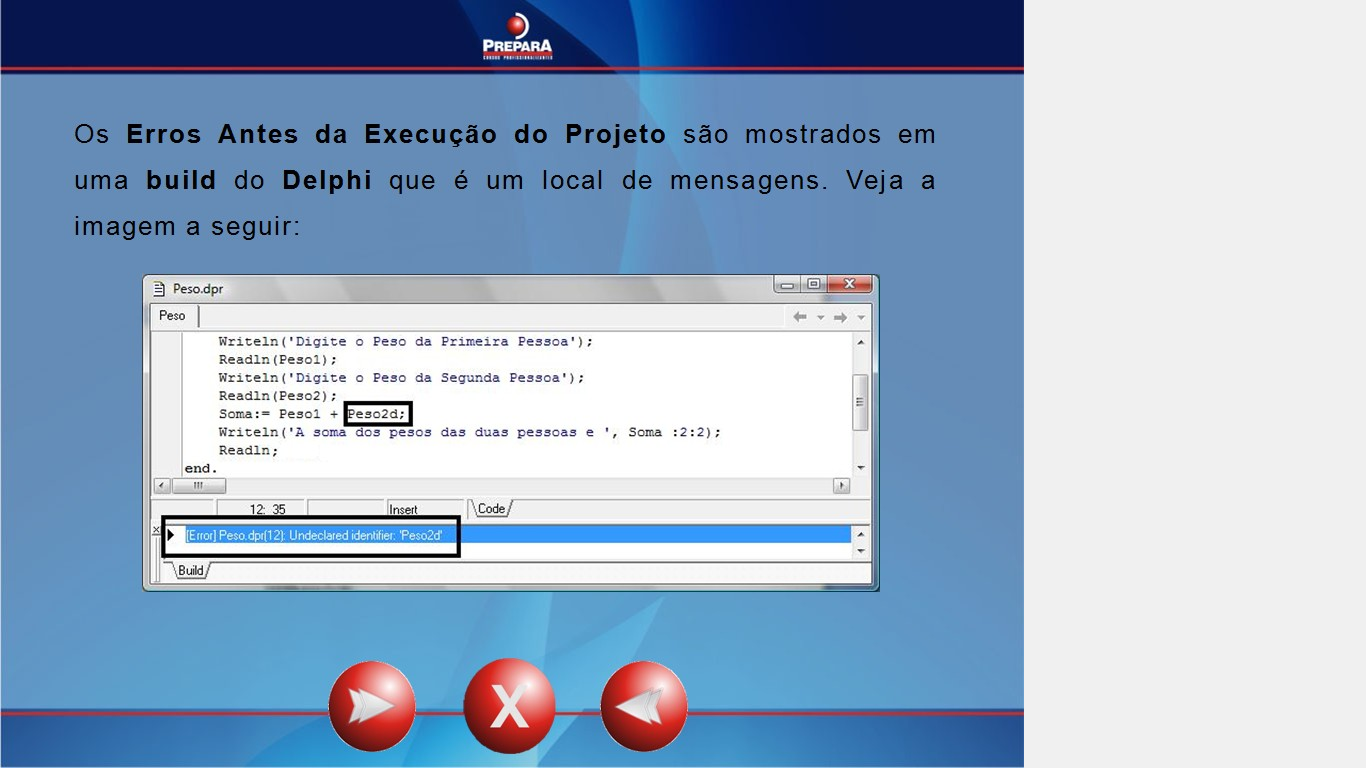 PREPARA
CURSOS PROFISSIONALIZANTES
Os Erros Antes da Execução do Projeto são mostrados em
uma build do Delphi que é um local de mensagens. Veja a
imagem a seguir:
Peso.dpr
Peso
Writeln('Digite o Peso da Primeira Pessoa');
Readln(Peso1);
Writeln('Digite o Peso da Segunda Pessoa');
Readln(Peso2);
Soma:= Peso1 + Peso2d;
Writeln('A soma dos pesos das duas pessoas e ', Soma :2:2);
Readln;
end.
12: 35 Insert Code
[Error] Peso.dpr(12): Undeclared identifier: 'Peso2d'
Build
X